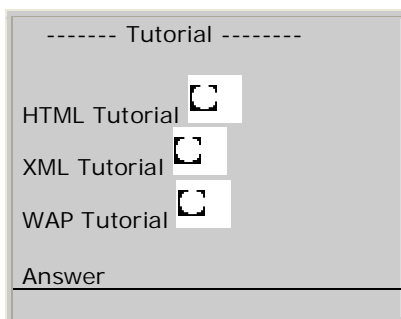 ------- Tutorial --------
HTML Tutorial
XML Tutorial
WAP Tutorial
Answer